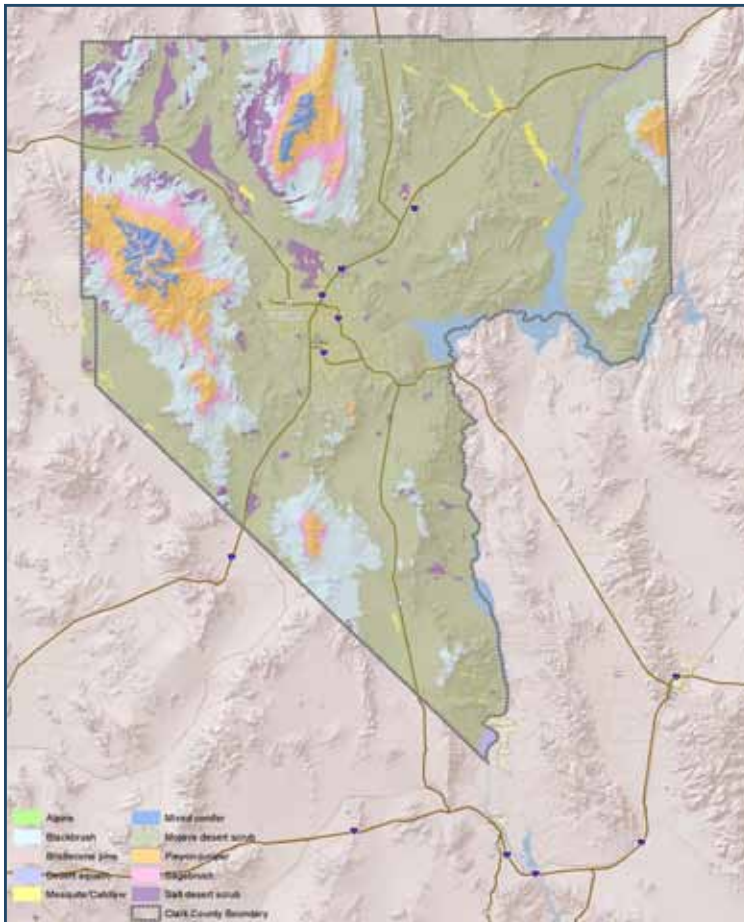 Alpine
Blackbrush
Bristlecone pine
Desert aquatic
Mesquite/Catclaw
Mixed conifer
Mojave desert scrub
Pinyon-juniper
Sagebrush
Salt desert scrub
Clark County Boundary